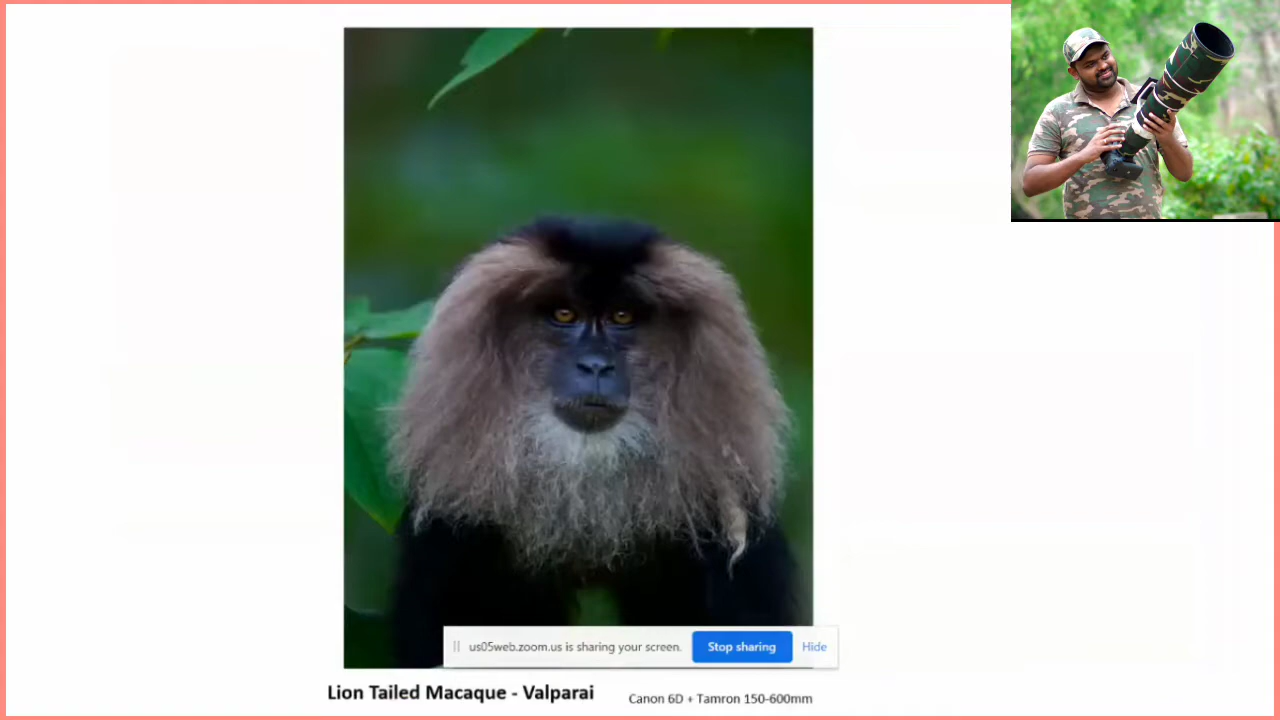 us05web.zoom.us is sharing your screen. Stop sharing Hide
Lion Tailed Macaque - Valparai Canon 6D + Tamron 150-600mm